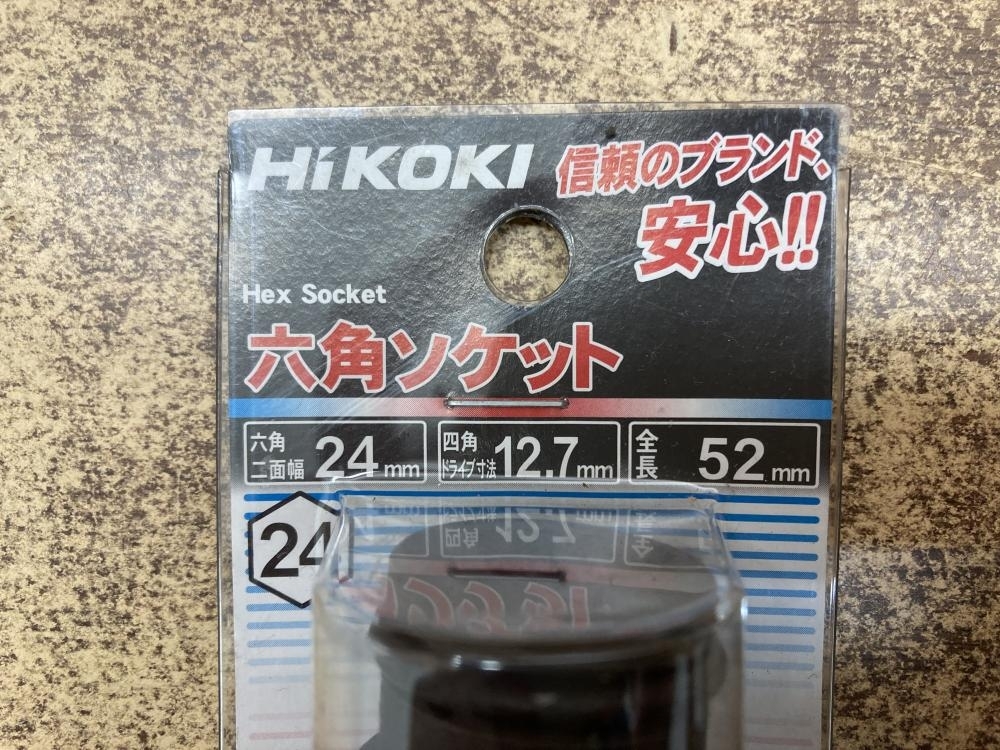 HiKOKI
信頼のブランド、
安心!!
Hex Socket
六角ソケット
六角
二面幅 24mm
四角
ドライブ寸法 12.7mm
全長 52mm
24